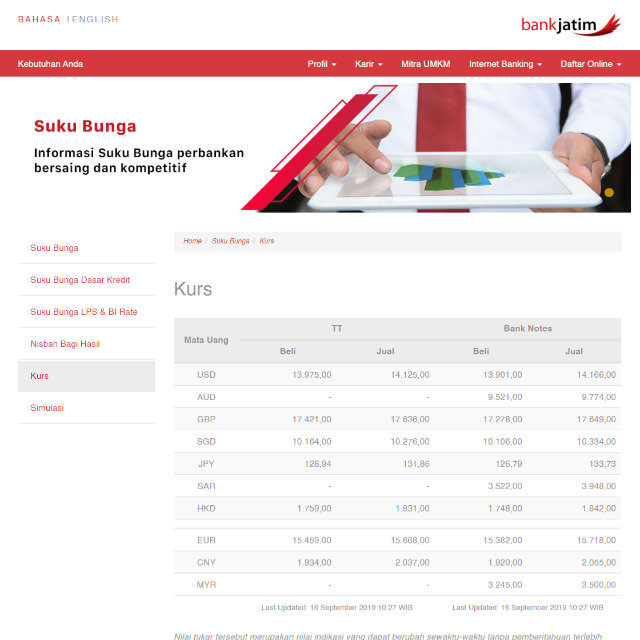 BAHASA | ENGLISH
bankjatim
Kebutuhan Anda Profil Karir Mitra UMKM Internet Banking Daftar Online
Suku Bunga
Informasi Suku Bunga perbankan
bersaing dan kompetitif
Home / Suku Bunga / Kurs
Suku Bunga
Suku Bunga Dasar Kredit
Suku Bunga LPS & BI Rate
Nisbah Bagi Hasil
Kurs
Simulasi
Kurs
Mata Uang TT Bank Notes
Beli Jual Beli Jual
USD 13.975,00 14.125,00 13.901,00 14.166,00
AUD - - 9.521,00 9.774,00
GBP 17.421,00 17.636,00 17.278,00 17.649,00
SGD 10.164,00 10.276,00 10.106,00 10.334,00
JPY 128,94 131,86 126,79 133,73
SAR - - 3.522,00 3.948,00
HKD 1.759,00 1.831,00 1.748,00 1.842,00
EUR 15.459,00 15.668,00 15.382,00 15.718,00
CNY 1.934,00 2.037,00 1.920,00 2.055,00
MYR - - 3.245,00 3.500,00
Last Updated: 16 September 2019 10:27 WIB Last Updated: 16 September 2019 10:27 WIB
Nilai tukar tersebut merupakan nilai indikasi yang dapat berubah sewaktu-waktu tanpa pemberitahuan terlebih